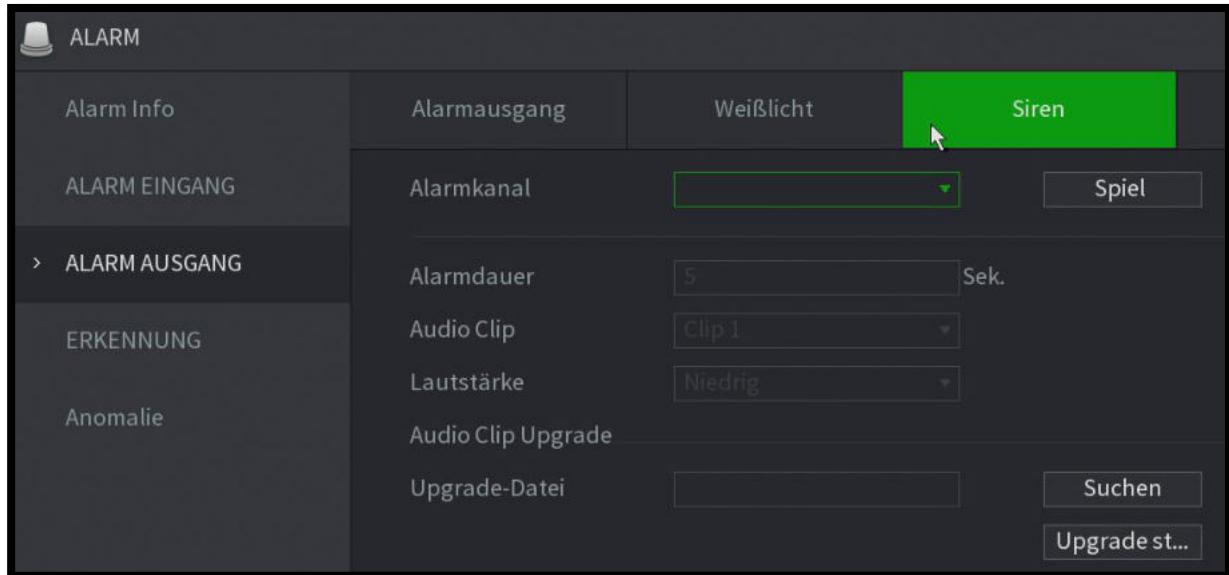 ALARM
Alarm Info
ALARM EINGANG
> ALARM AUSGANG
ERKENNUNG
Anomalie
Alarmausgang Weißlicht Siren
Alarmkanal Spiel
Alarmdauer 5 Sek.
Audio Clip Clip 1
Lautstärke Niedrig
Audio Clip Upgrade
Upgrade-Datei Suchen
Upgrade st...